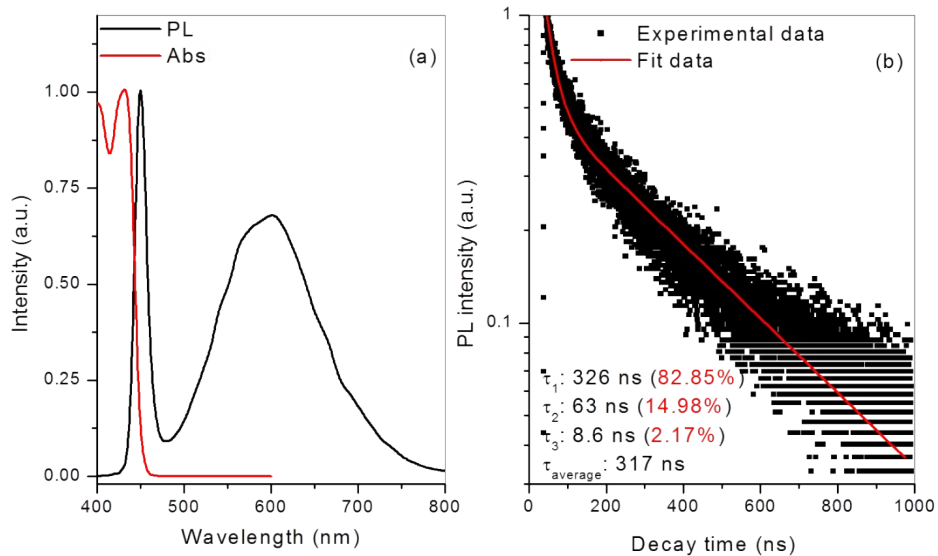 PL
Abs
(a)
1.00
0.75
0.50
0.25
0.00
Intensity (a.u.)
400 500 600 700 800
Wavelength (nm)
Experimental data
Fit data
(b)
1
0.1
PL intensity (a.u.)
τ1: 326 ns (82.85%)
τ2: 63 ns (14.98%)
τ3: 8.6 ns (2.17%)
τaverage: 317 ns
0 200 400 600 800 1000
Decay time (ns)